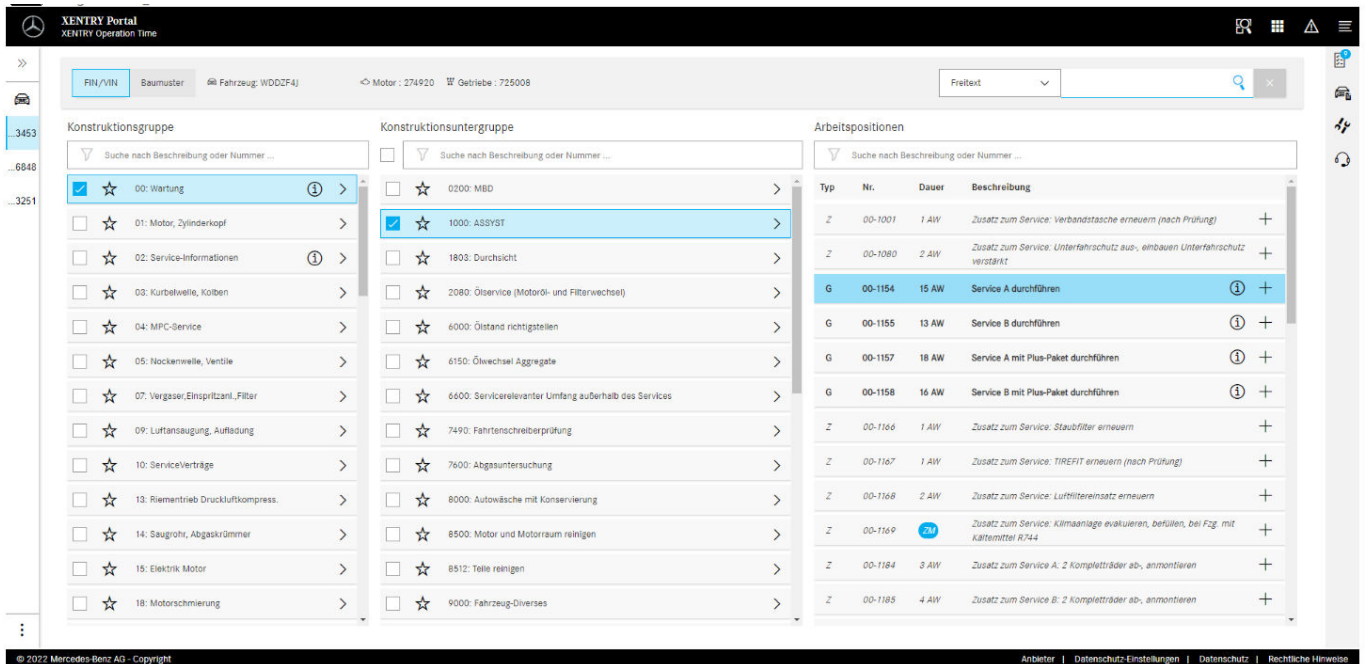 XENTRY Portal
XENTRY Operation Time
FIN/VIN
Baumuster
Fahrzeug: WDDZF4J
Motor : 274920
Getriebe : 725008
Freitext
...3453
...6848
...3251
Konstruktionsgruppe
Suche nach Beschreibung oder Nummer ...
00: Wartung
01: Motor, Zylinderkopf
02: Service-Informationen
03: Kurbelwelle, Kolben
04: MPC-Service
05: Nockenwelle, Ventile
07: Vergaser,Einspritzanl.,Filter
09: Luftansaugung, Aufladung
10: ServiceVerträge
13: Riementrieb Druckluftkompress.
14: Saugrohr, Abgaskrümmer
15: Elektrik Motor
18: Motorschmierung
Konstruktionsuntergruppe
Suche nach Beschreibung oder Nummer ...
0200: MBD
1000: ASSYST
1803: Durchsicht
2080: Ölservice (Motoröl- und Filterwechsel)
6000: Ölstand richtigstellen
6150: Ölwechsel Aggregate
6600: Servicerelevanter Umfang außerhalb des Services
7490: Fahrtenschreiberprüfung
7600: Abgasuntersuchung
8000: Autowäsche mit Konservierung
8500: Motor und Motorraum reinigen
8512: Teile reinigen
9000: Fahrzeug-Diverses
Arbeitspositionen
Suche nach Beschreibung oder Nummer ...
Typ Nr. Dauer Beschreibung
Z 00-1001 1 AW Zusatz zum Service: Verbandstasche erneuern (nach Prüfung)
Z 00-1080 2 AW Zusatz zum Service: Unterfahrschutz aus-, einbauen Unterfahrschutz
verstärkt
G 00-1154 15 AW Service A durchführen
G 00-1155 13 AW Service B durchführen
G 00-1157 18 AW Service A mit Plus-Paket durchführen
G 00-1158 16 AW Service B mit Plus-Paket durchführen
Z 00-1166 1 AW Zusatz zum Service: Staubfilter erneuern
Z 00-1167 1 AW Zusatz zum Service: TIREFIT erneuern (nach Prüfung)
Z 00-1168 2 AW Zusatz zum Service: Luftfiltereinsatz erneuern
Z 00-1169 ZM Zusatz zum Service: Klimaanlage evakuieren, befüllen, bei Fzg. mit
Kältemittel R744
Z 00-1184 3 AW Zusatz zum Service A: 2 Kompletträder ab-, anmontieren
Z 00-1185 4 AW Zusatz zum Service B: 2 Kompletträder ab-, anmontieren
© 2022 Mercedes-Benz AG - Copyright
Anbieter | Datenschutz-Einstellungen | Datenschutz | Rechtliche Hinweise